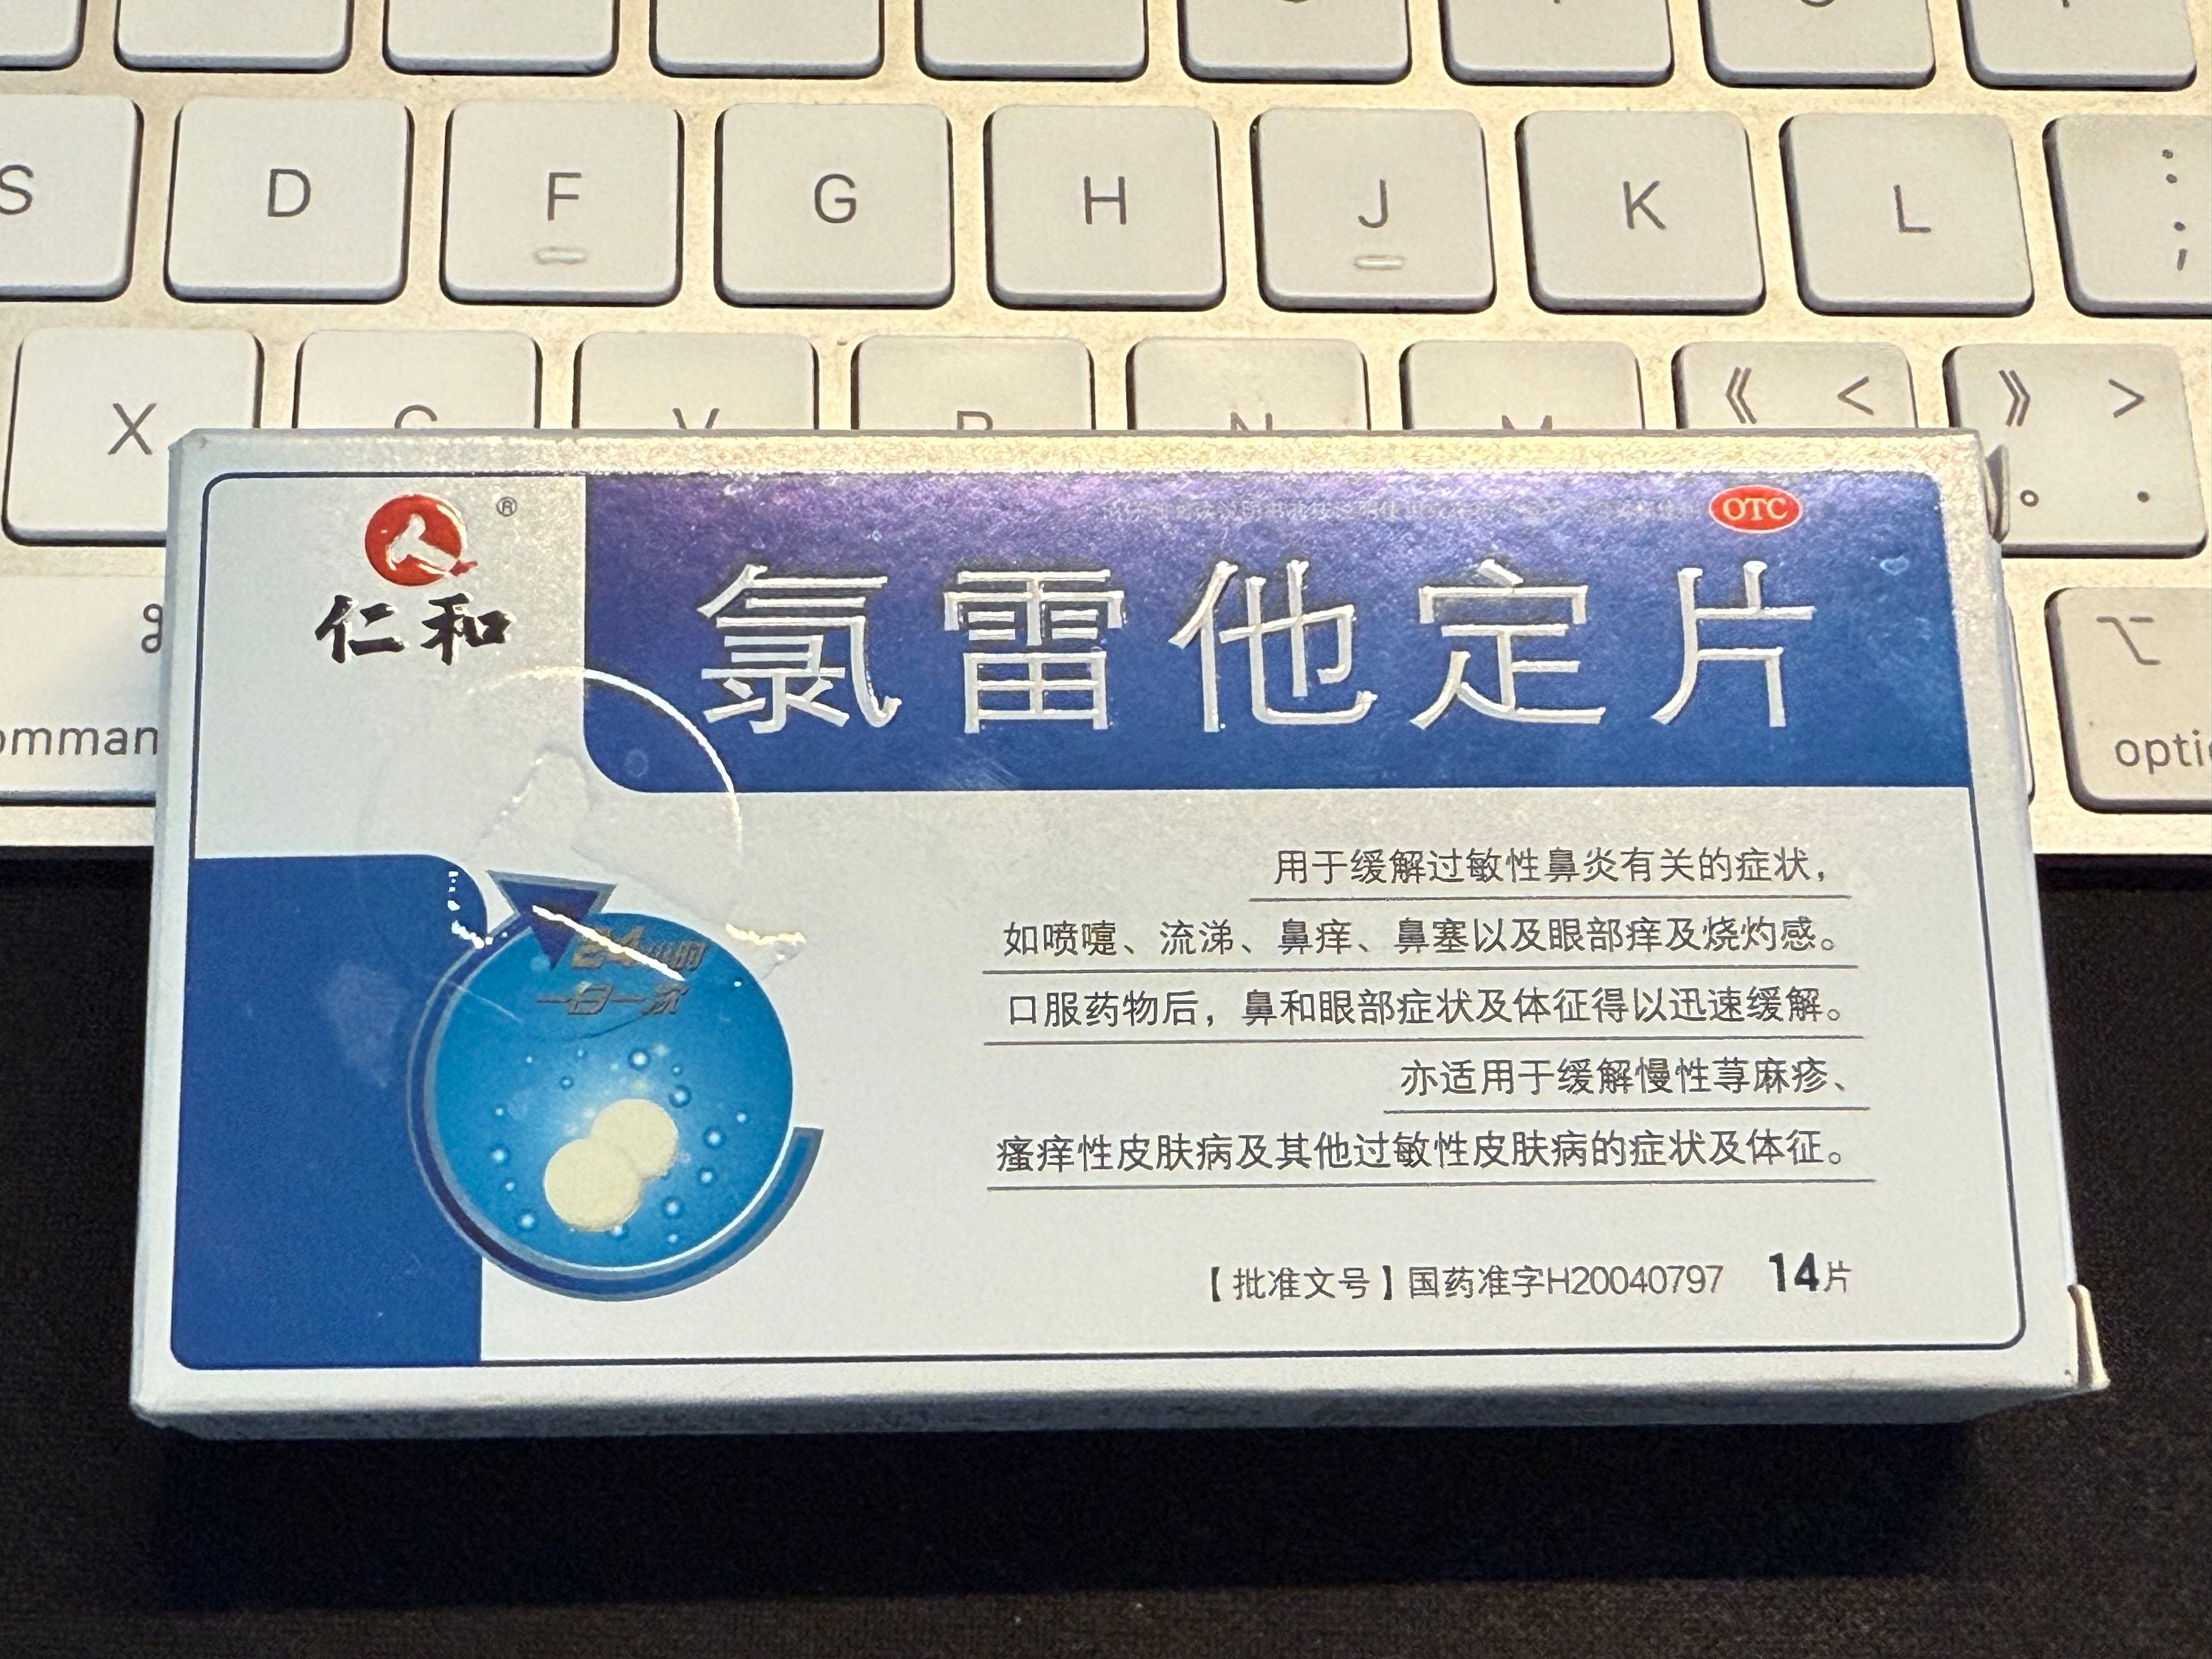 S D F G H J K L : ;
X 《 < 》 > 。 .
⌘ ⌥
option
仁和 ®
OTC
氯雷他定片
24小时
一日一次
用于缓解过敏性鼻炎有关的症状，
如喷嚏、流涕、鼻痒、鼻塞以及眼部痒及烧灼感。
口服药物后，鼻和眼部症状及体征得以迅速缓解。
亦适用于缓解慢性荨麻疹、
瘙痒性皮肤病及其他过敏性皮肤病的症状及体征。
【批准文号】国药准字H20040797 14片